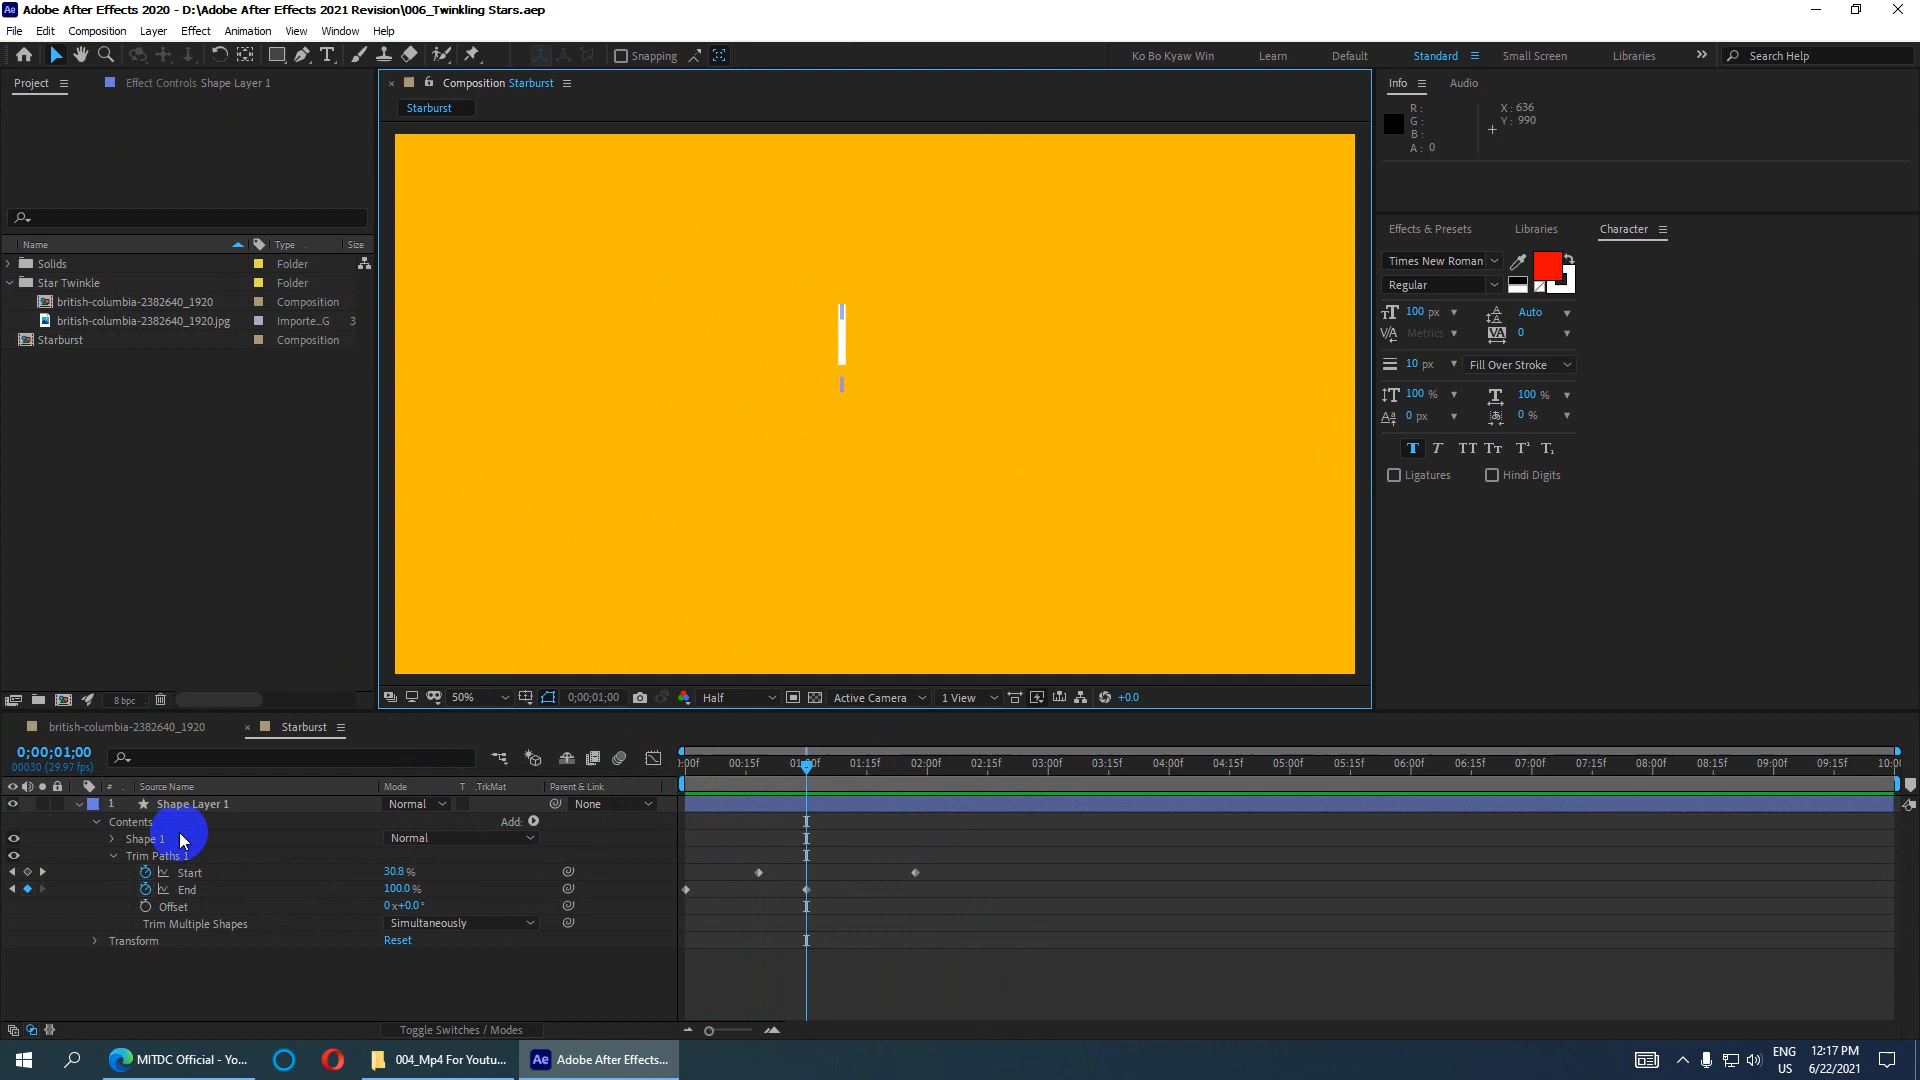 Adobe After Effects 2020 - D:\Adobe After Effects 2021 Revision\006_Twinkling Stars.aep
File Edit Composition Layer Effect Animation View Window Help
Snapping Ko Bo Kyaw Win Learn Default Standard Small Screen Libraries Search Help
Project Effect Controls Shape Layer 1 Composition Starburst Info Audio
Starburst
R : X : 636
G : Y : 990
B :
A : 0
Effects & Presets Libraries Character
Name Type Size
Times New Roman
Solids Folder
Star Twinkle Folder
Regular
british-columbia-2382640_1920 Composition
british-columbia-2382640_1920.jpg Importe...G 3
Starburst Composition
100 px Auto
Metrics 0
10 px Fill Over Stroke
100 % 100 %
0 px 0 %
T T TT Tt T¹ T₁
Ligatures Hindi Digits
8 bpc 50% 0;00;01;00 Half Active Camera 1 View +0.0
british-columbia-2382640_1920 Starburst
0;00;01;00
00030 (29.97 fps)
:00f 00:15f 01:00f 01:15f 02:00f 02:15f 03:00f 03:15f 04:00f 04:15f 05:00f 05:15f 06:00f 06:15f 07:00f 07:15f 08:00f 08:15f 09:00f 09:15f 10:0
# Source Name Mode T .TrkMat Parent & Link
1 Shape Layer 1 Normal None
Contents Add:
Shape 1 Normal
Trim Paths 1
Start 30.8 %
End 100.0 %
Offset 0 x+0.0 °
Trim Multiple Shapes Simultaneously
Transform Reset
Toggle Switches / Modes
MITDC Official - Yo... 004_Mp4 For Youtu... Adobe After Effects... ENG 12:17 PM
US 6/22/2021